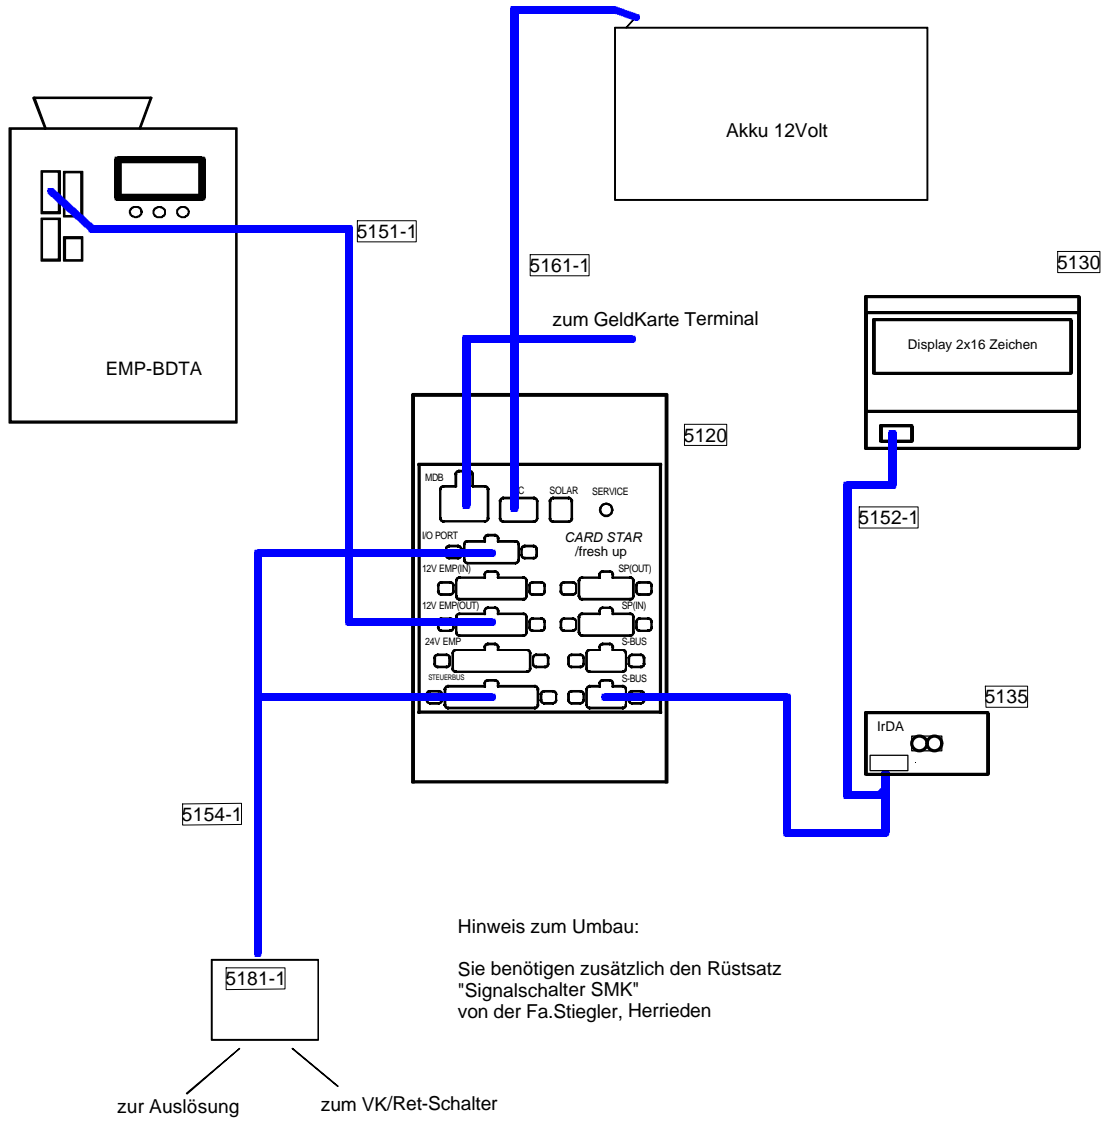 Akku 12Volt
5151-1
5161-1
5130
zum GeldKarte Terminal
Display 2x16 Zeichen
EMP-BDTA
5120
MDB
SOLAR
SERVICE
5152-1
I/O PORT
CARD STAR
/fresh up
12V EMP(IN)
SP(OUT)
12V EMP(OUT)
SP(IN)
24V EMP
S-BUS
STEUERBUS
S-BUS
5135
IrDA
5154-1
Hinweis zum Umbau:
Sie benötigen zusätzlich den Rüstsatz
"Signalschalter SMK"
von der Fa.Stiegler, Herrieden
5181-1
zur Auslösung
zum VK/Ret-Schalter